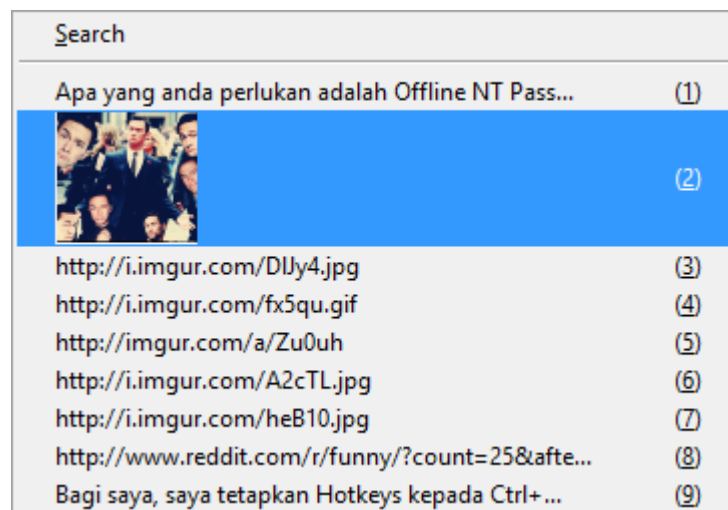 Search
Apa yang anda perlukan adalah Offline NT Pass... (1)
(2)
http://i.imgur.com/DIJy4.jpg (3)
http://i.imgur.com/fx5qu.gif (4)
http://imgur.com/a/Zu0uh (5)
http://i.imgur.com/A2cTL.jpg (6)
http://i.imgur.com/heB10.jpg (7)
http://www.reddit.com/r/funny/?count=25&afte... (8)
Bagi saya, saya tetapkan Hotkeys kepada Ctrl+... (9)